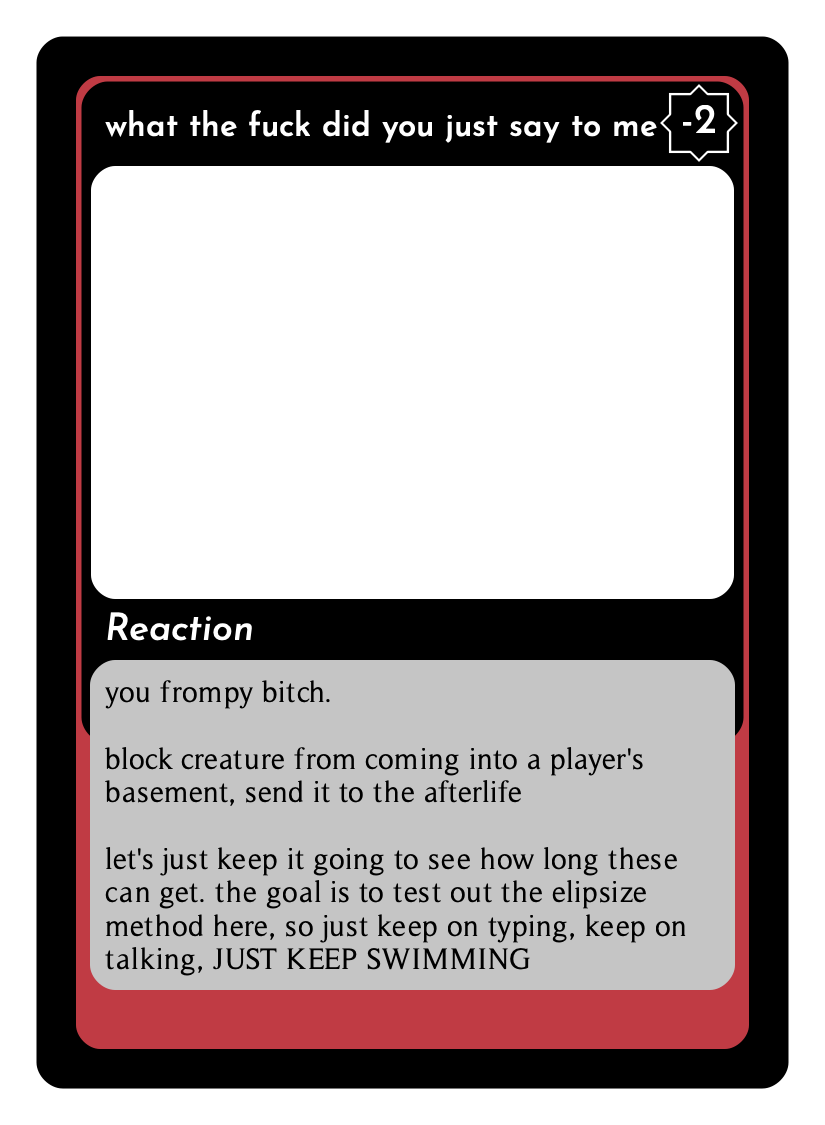 what the fuck did you just say to me
-2
Reaction
you frompy bitch.
block creature from coming into a player's
basement, send it to the afterlife
let's just keep it going to see how long these
can get. the goal is to test out the elipsize
method here, so just keep on typing, keep on
talking, JUST KEEP SWIMMING